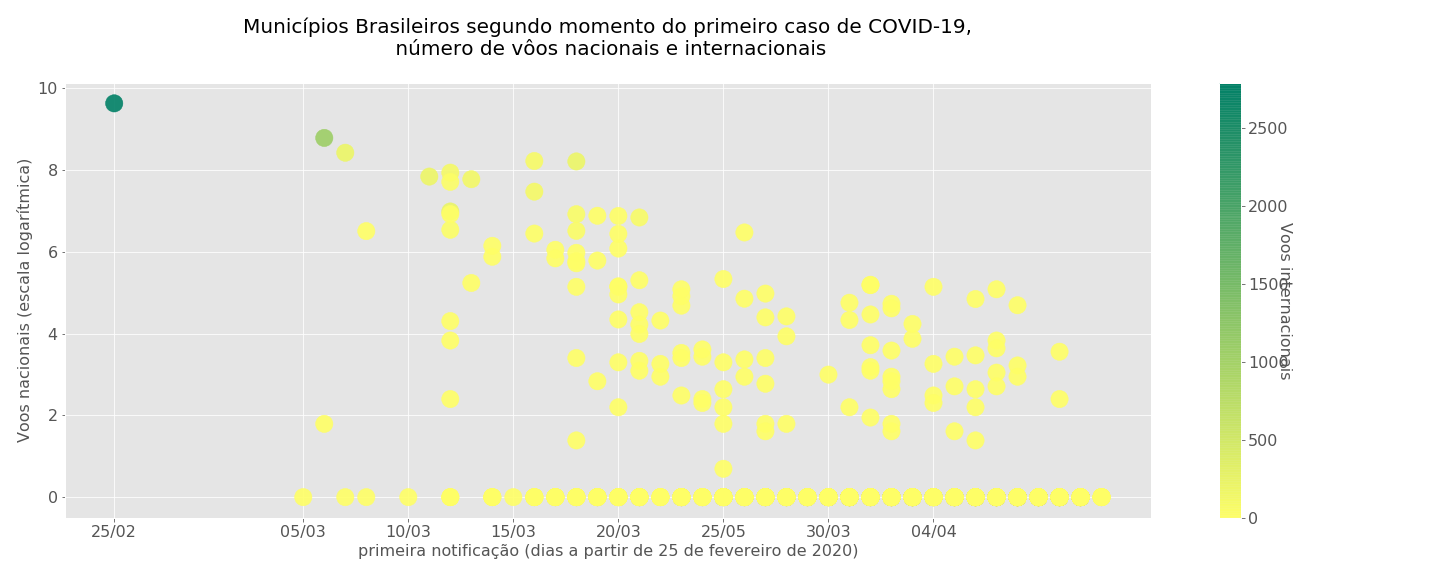 Municípios Brasileiros segundo momento do primeiro caso de COVID-19,
número de vôos nacionais e internacionais
Voos nacionais (escala logarítmica)
10
8
6
4
2
0
25/02 05/03 10/03 15/03 20/03 25/05 30/03 04/04
primeira notificação (dias a partir de 25 de fevereiro de 2020)
2500
2000
1500
1000
500
0
Voos internacionais